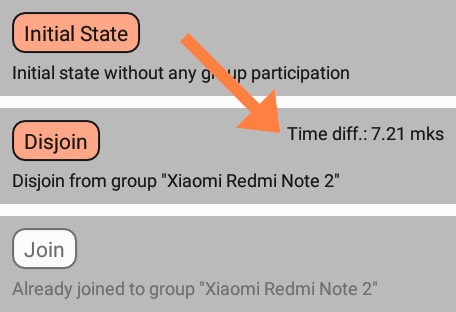 Initial State
Initial state without any group participation
Disjoin
Time diff.: 7.21 mks
Disjoin from group "Xiaomi Redmi Note 2"
Join
Already joined to group "Xiaomi Redmi Note 2"